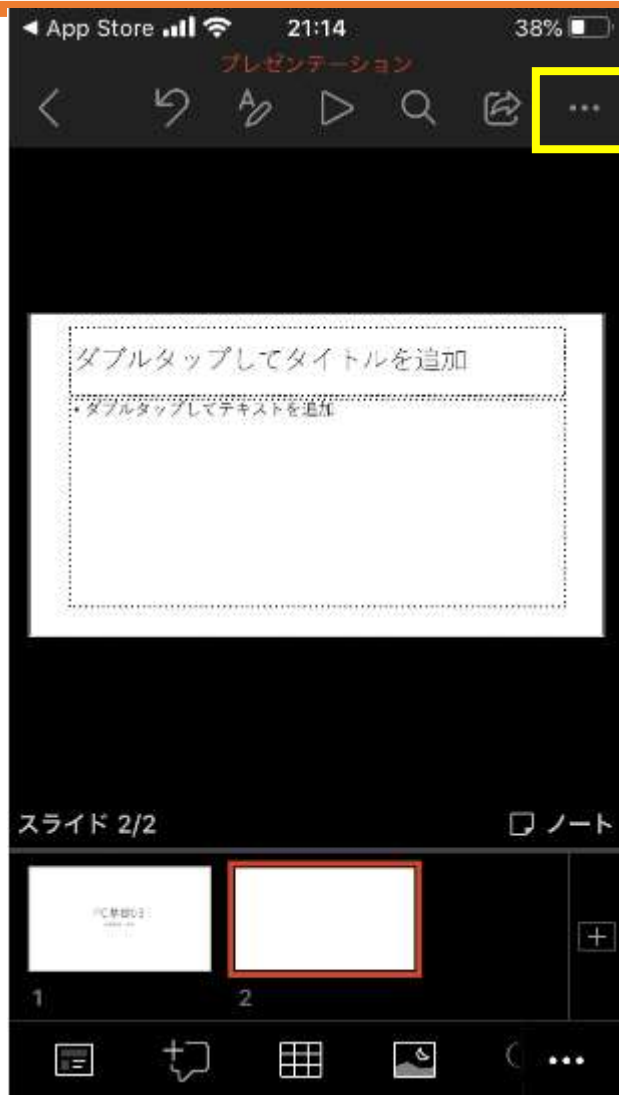 ◀ App Store 21:14 38%
プレゼンテーション
ダブルタップしてタイトルを追加
• ダブルタップしてテキストを追加
スライド 2/2 ノート
1 2